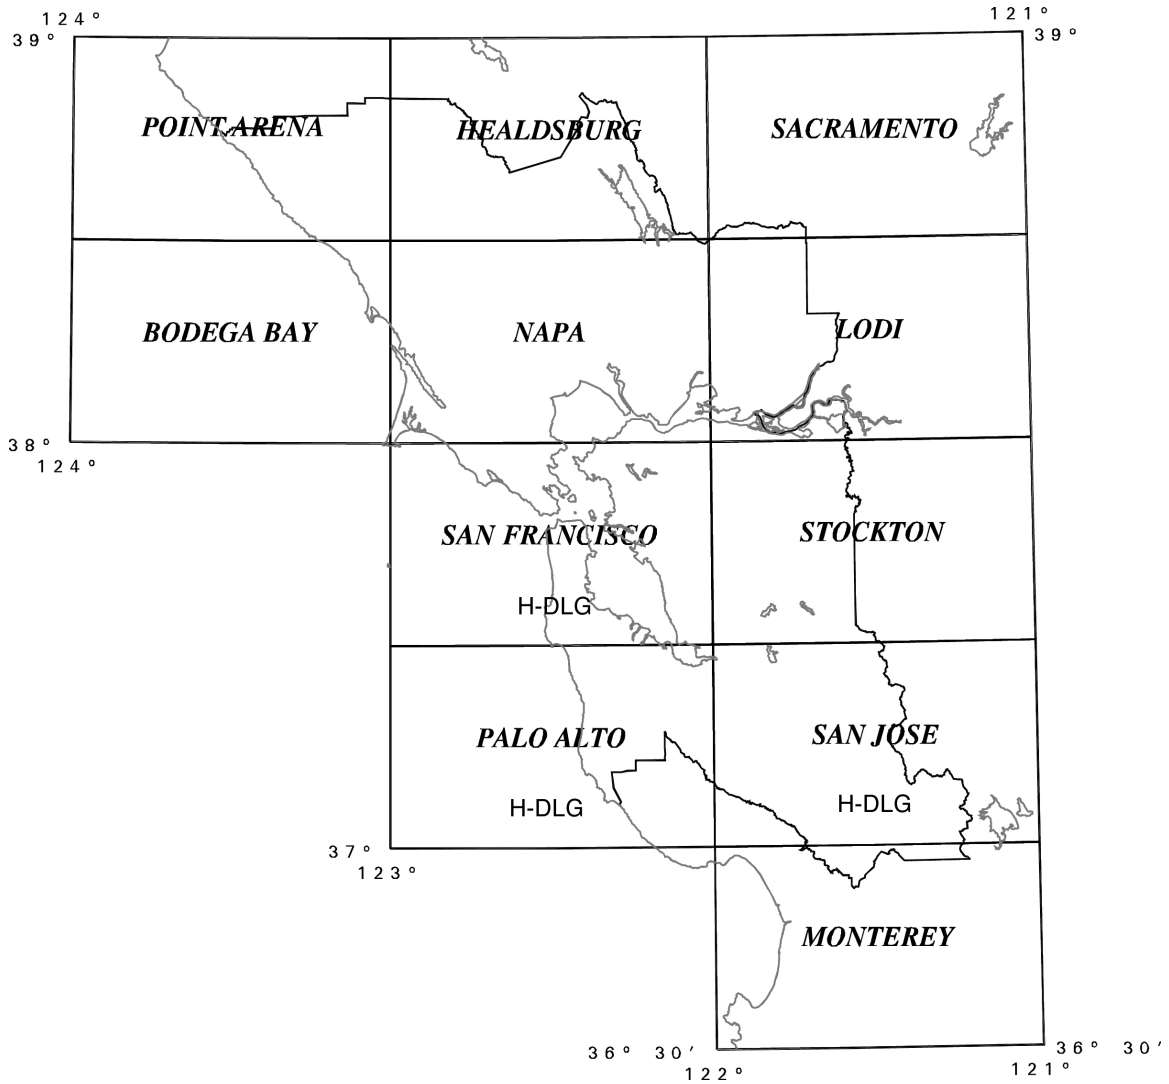 124°
121°
39°
39°
POINT ARENA
HEALDSBURG
SACRAMENTO
BODEGA BAY
NAPA
LODI
38°
124°
SAN FRANCISCO
STOCKTON
H-DLG
PALO ALTO
SAN JOSE
H-DLG
H-DLG
37°
123°
MONTEREY
36° 30′
36° 30′
122°
121°